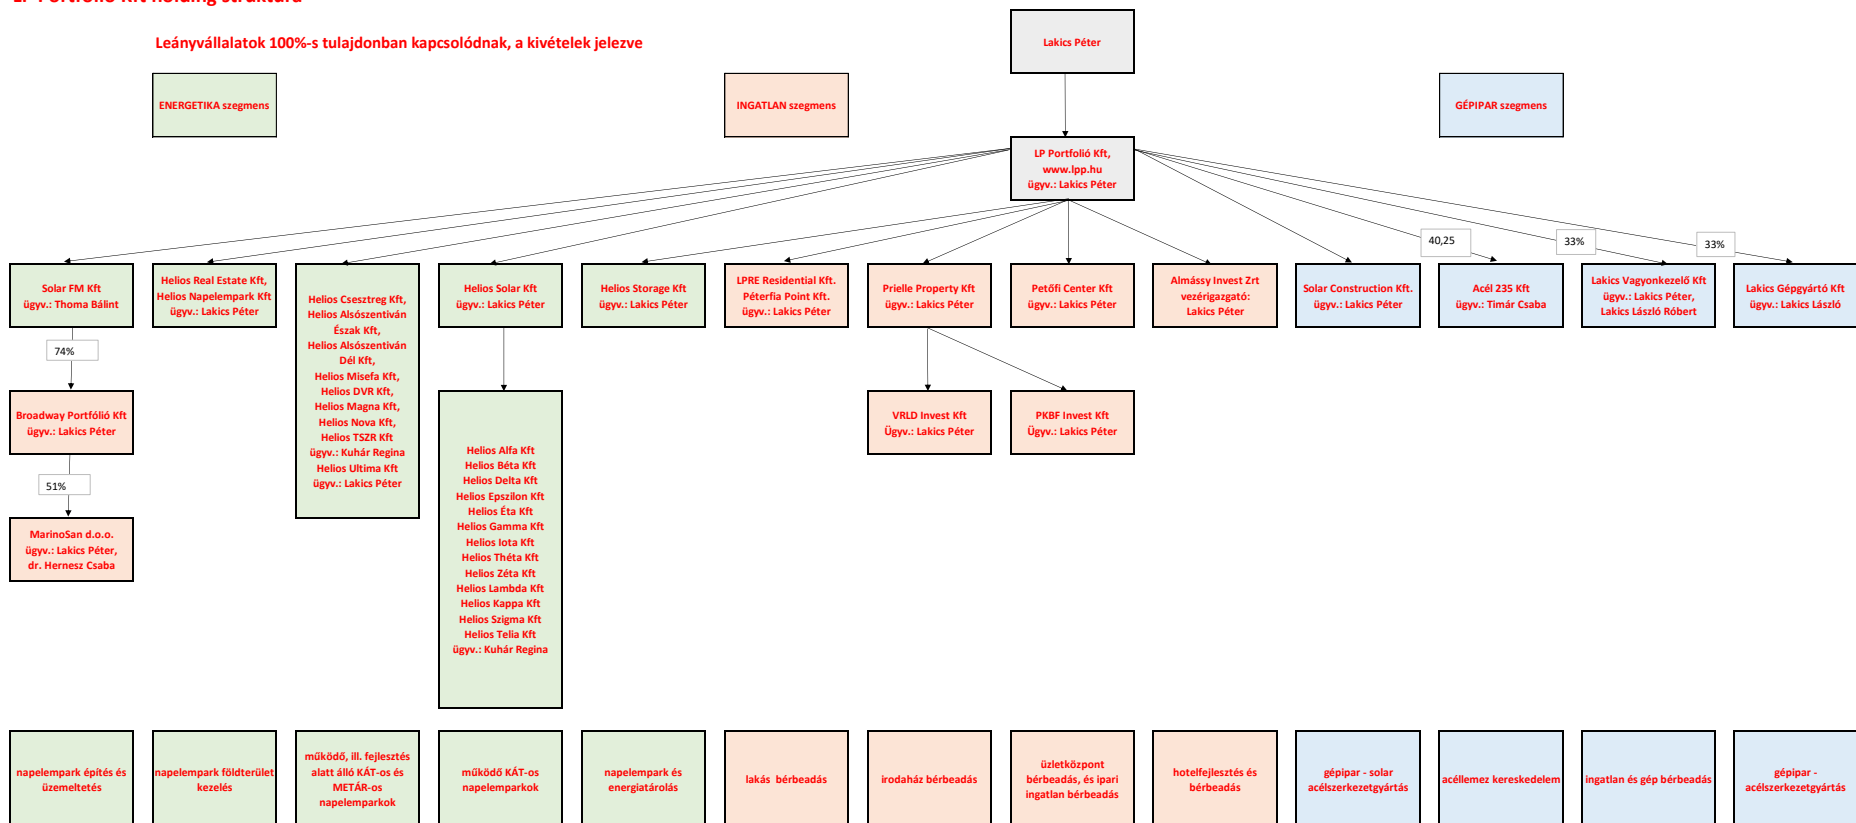 LP Portfólió Kft holding struktúra
Leányvállalatok 100%-s tulajdonban kapcsolódnak, a kivételek jelezve
Lakics Péter
ENERGETIKA szegmens
INGATLAN szegmens
GÉPIPAR szegmens
LP Portfolió Kft,
www.lpp.hu
ügyv.: Lakics Péter
40,25
33%
33%
Solar FM Kft
ügyv.: Thoma Bálint
Helios Real Estate Kft,
Helios Napelempark Kft
ügyv.: Lakics Péter
Helios Csesztreg Kft,
Helios Alsószentiván
Észak Kft,
Helios Alsószentiván
Dél Kft,
Helios Misefa Kft,
Helios DVR Kft,
Helios Magna Kft,
Helios Nova Kft,
Helios TSZR Kft
ügyv.: Kuhár Regina
Helios Ultima Kft
ügyv.: Lakics Péter
Helios Solar Kft
ügyv.: Lakics Péter
Helios Storage Kft
ügyv.: Lakics Péter
LPRE Residential Kft.
Péterfia Point Kft.
ügyv.: Lakics Péter
Prielle Property Kft
ügyv.: Lakics Péter
Petőfi Center Kft
ügyv.: Lakics Péter
Almássy Invest Zrt
vezérigazgató:
Lakics Péter
Solar Construction Kft.
ügyv.: Lakics Péter
Acél 235 Kft
ügyv.: Timár Csaba
Lakics Vagyonkezelő Kft
ügyv.: Lakics Péter,
Lakics László Róbert
Lakics Gépgyártó Kft
ügyv.: Lakics László
74%
Broadway Portfólió Kft
ügyv.: Lakics Péter
51%
MarinoSan d.o.o.
ügyv.: Lakics Péter,
dr. Hernesz Csaba
Helios Alfa Kft
Helios Béta Kft
Helios Delta Kft
Helios Epszilon Kft
Helios Éta Kft
Helios Gamma Kft
Helios Iota Kft
Helios Théta Kft
Helios Zéta Kft
Helios Lambda Kft
Helios Kappa Kft
Helios Szigma Kft
Helios Telia Kft
ügyv.: Kuhár Regina
VRLD Invest Kft
Ügyv.: Lakics Péter
PKBF Invest Kft
Ügyv.: Lakics Péter
napelempark építés és
üzemeltetés
napelempark földterület
kezelés
működő, ill. fejlesztés
alatt álló KÁT-os és
METÁR-os
napelemparkok
működő KÁT-os
napelemparkok
napelempark és
energiatárolás
lakás bérbeadás
irodaház bérbeadás
üzletközpont
bérbeadás, és ipari
ingatlan bérbeadás
hotelfejlesztés és
bérbeadás
gépipar - solar
acélszerkezetgyártás
acéllemez kereskedelem
ingatlan és gép bérbeadás
gépipar -
acélszerkezetgyártás